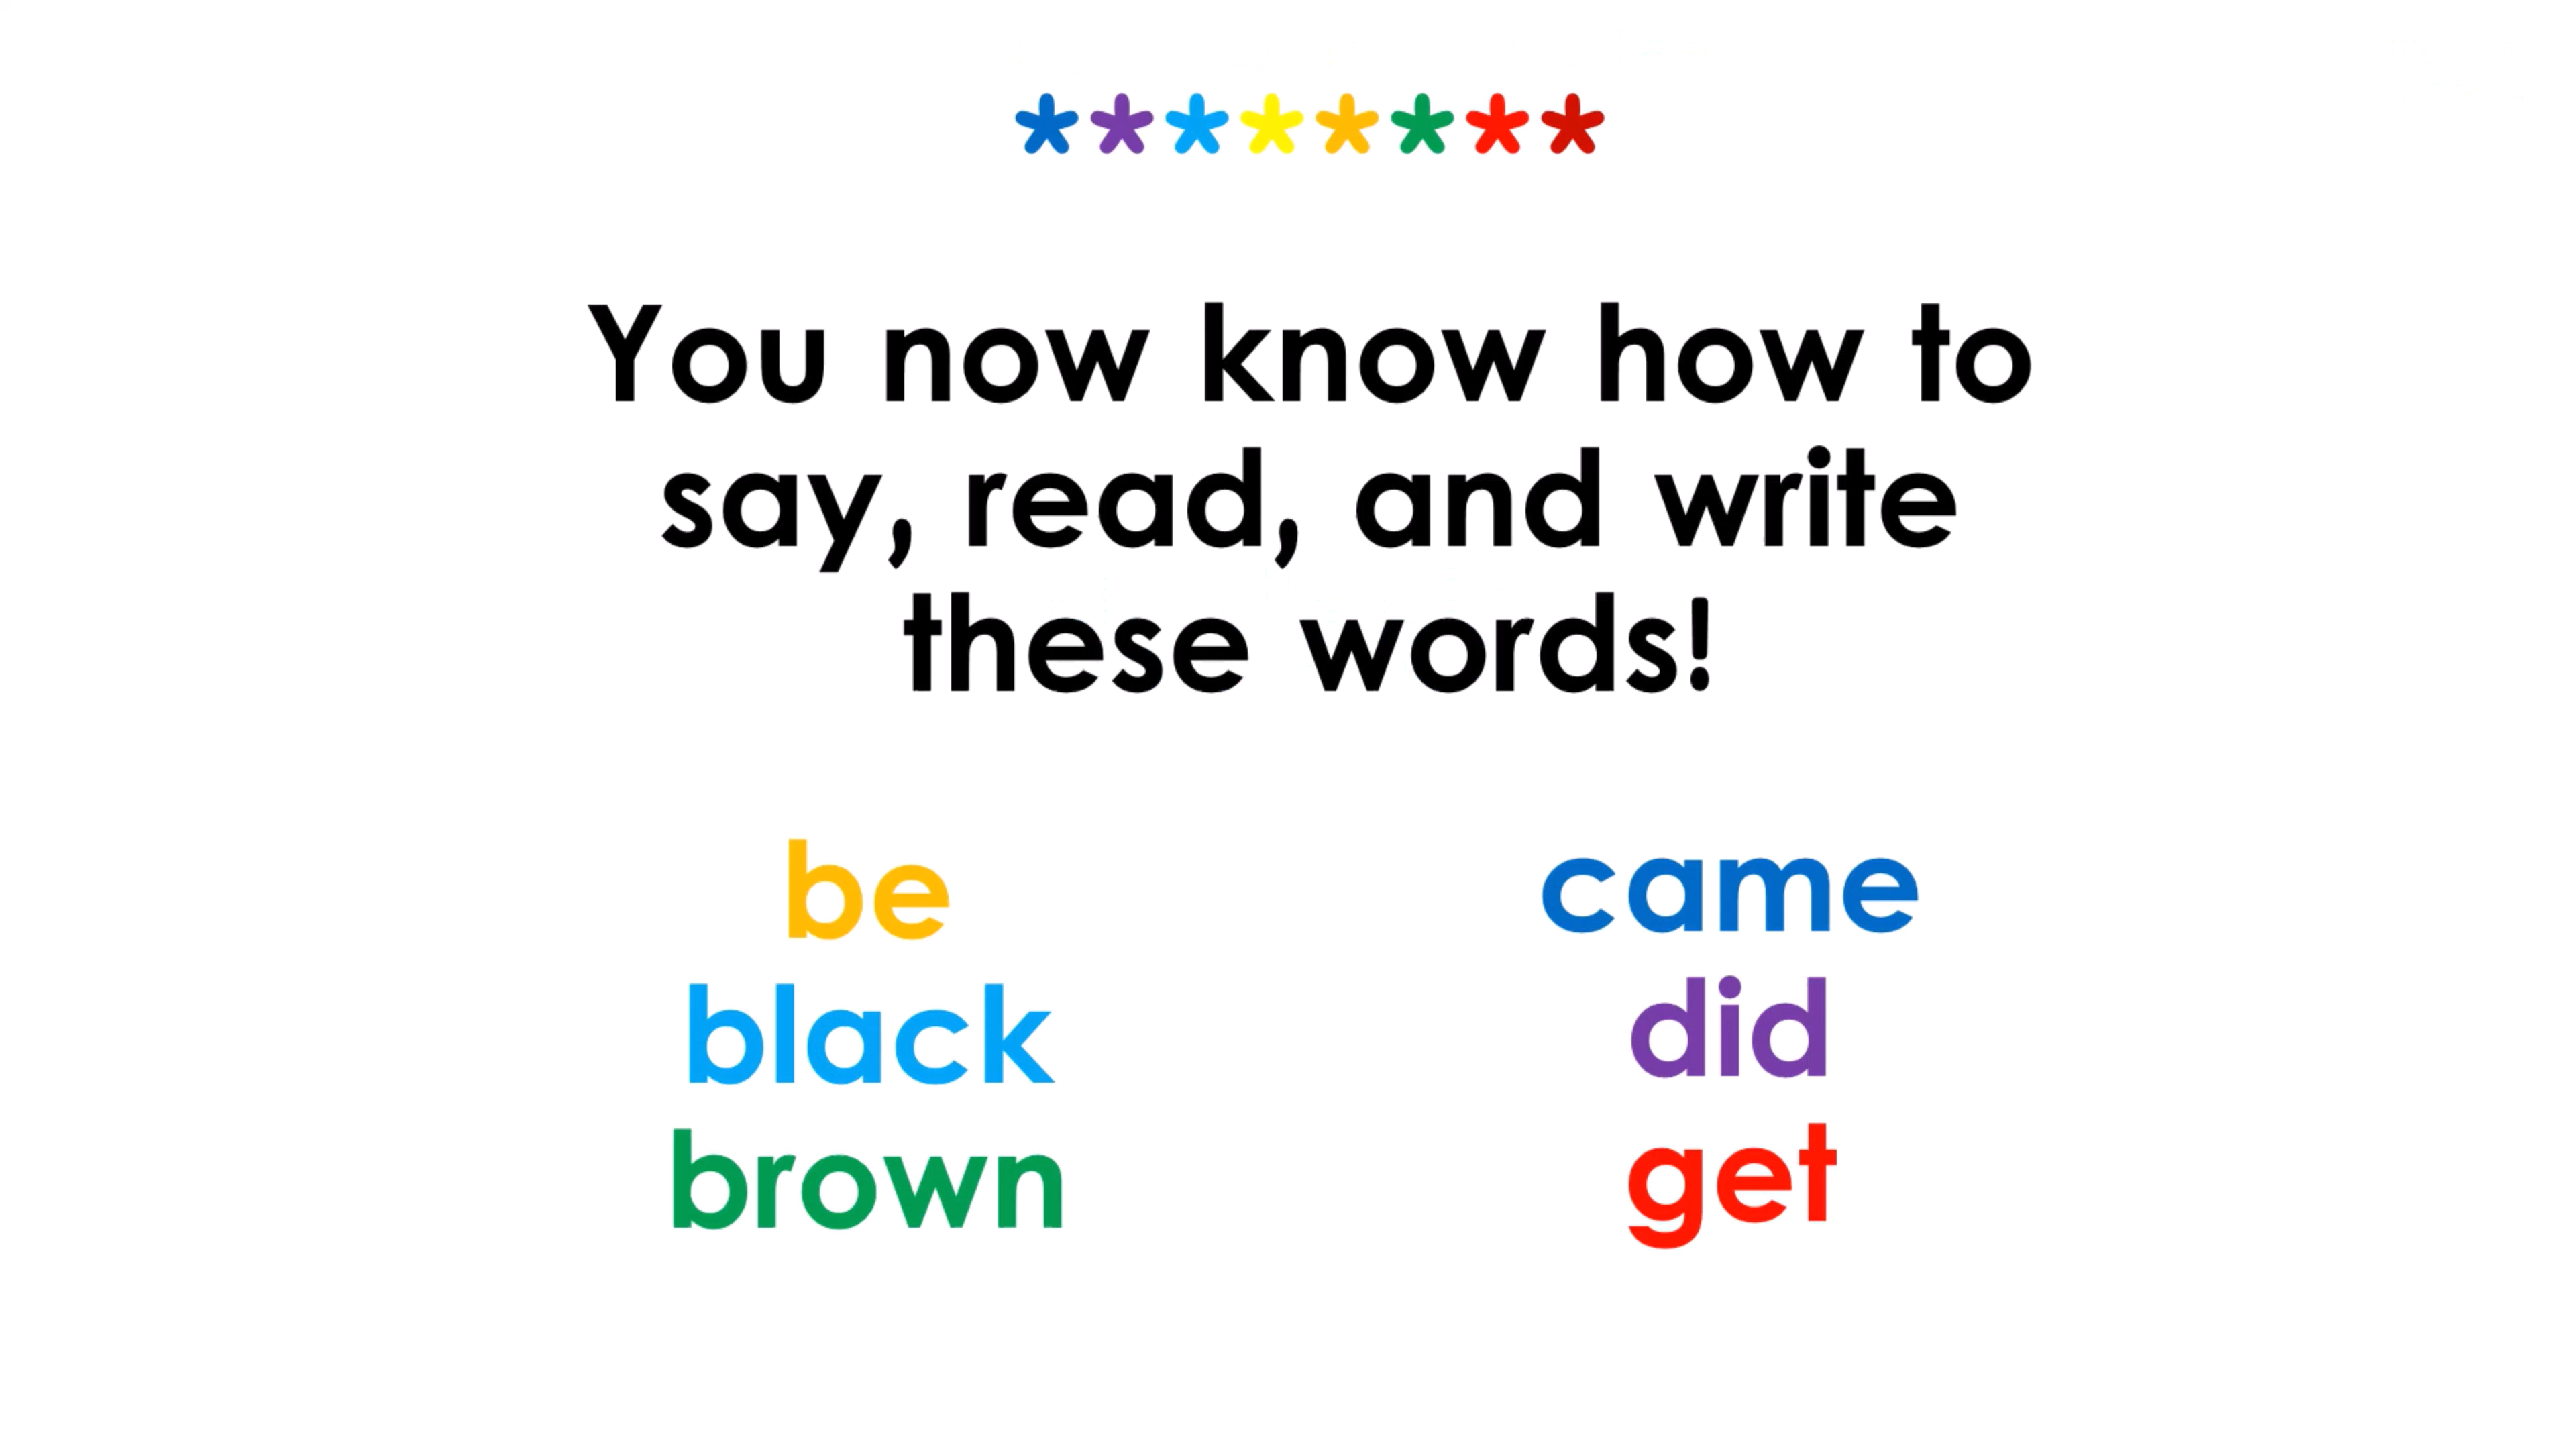 ********
You now know how to
say, read, and write
these words!
be
black
brown
came
did
get